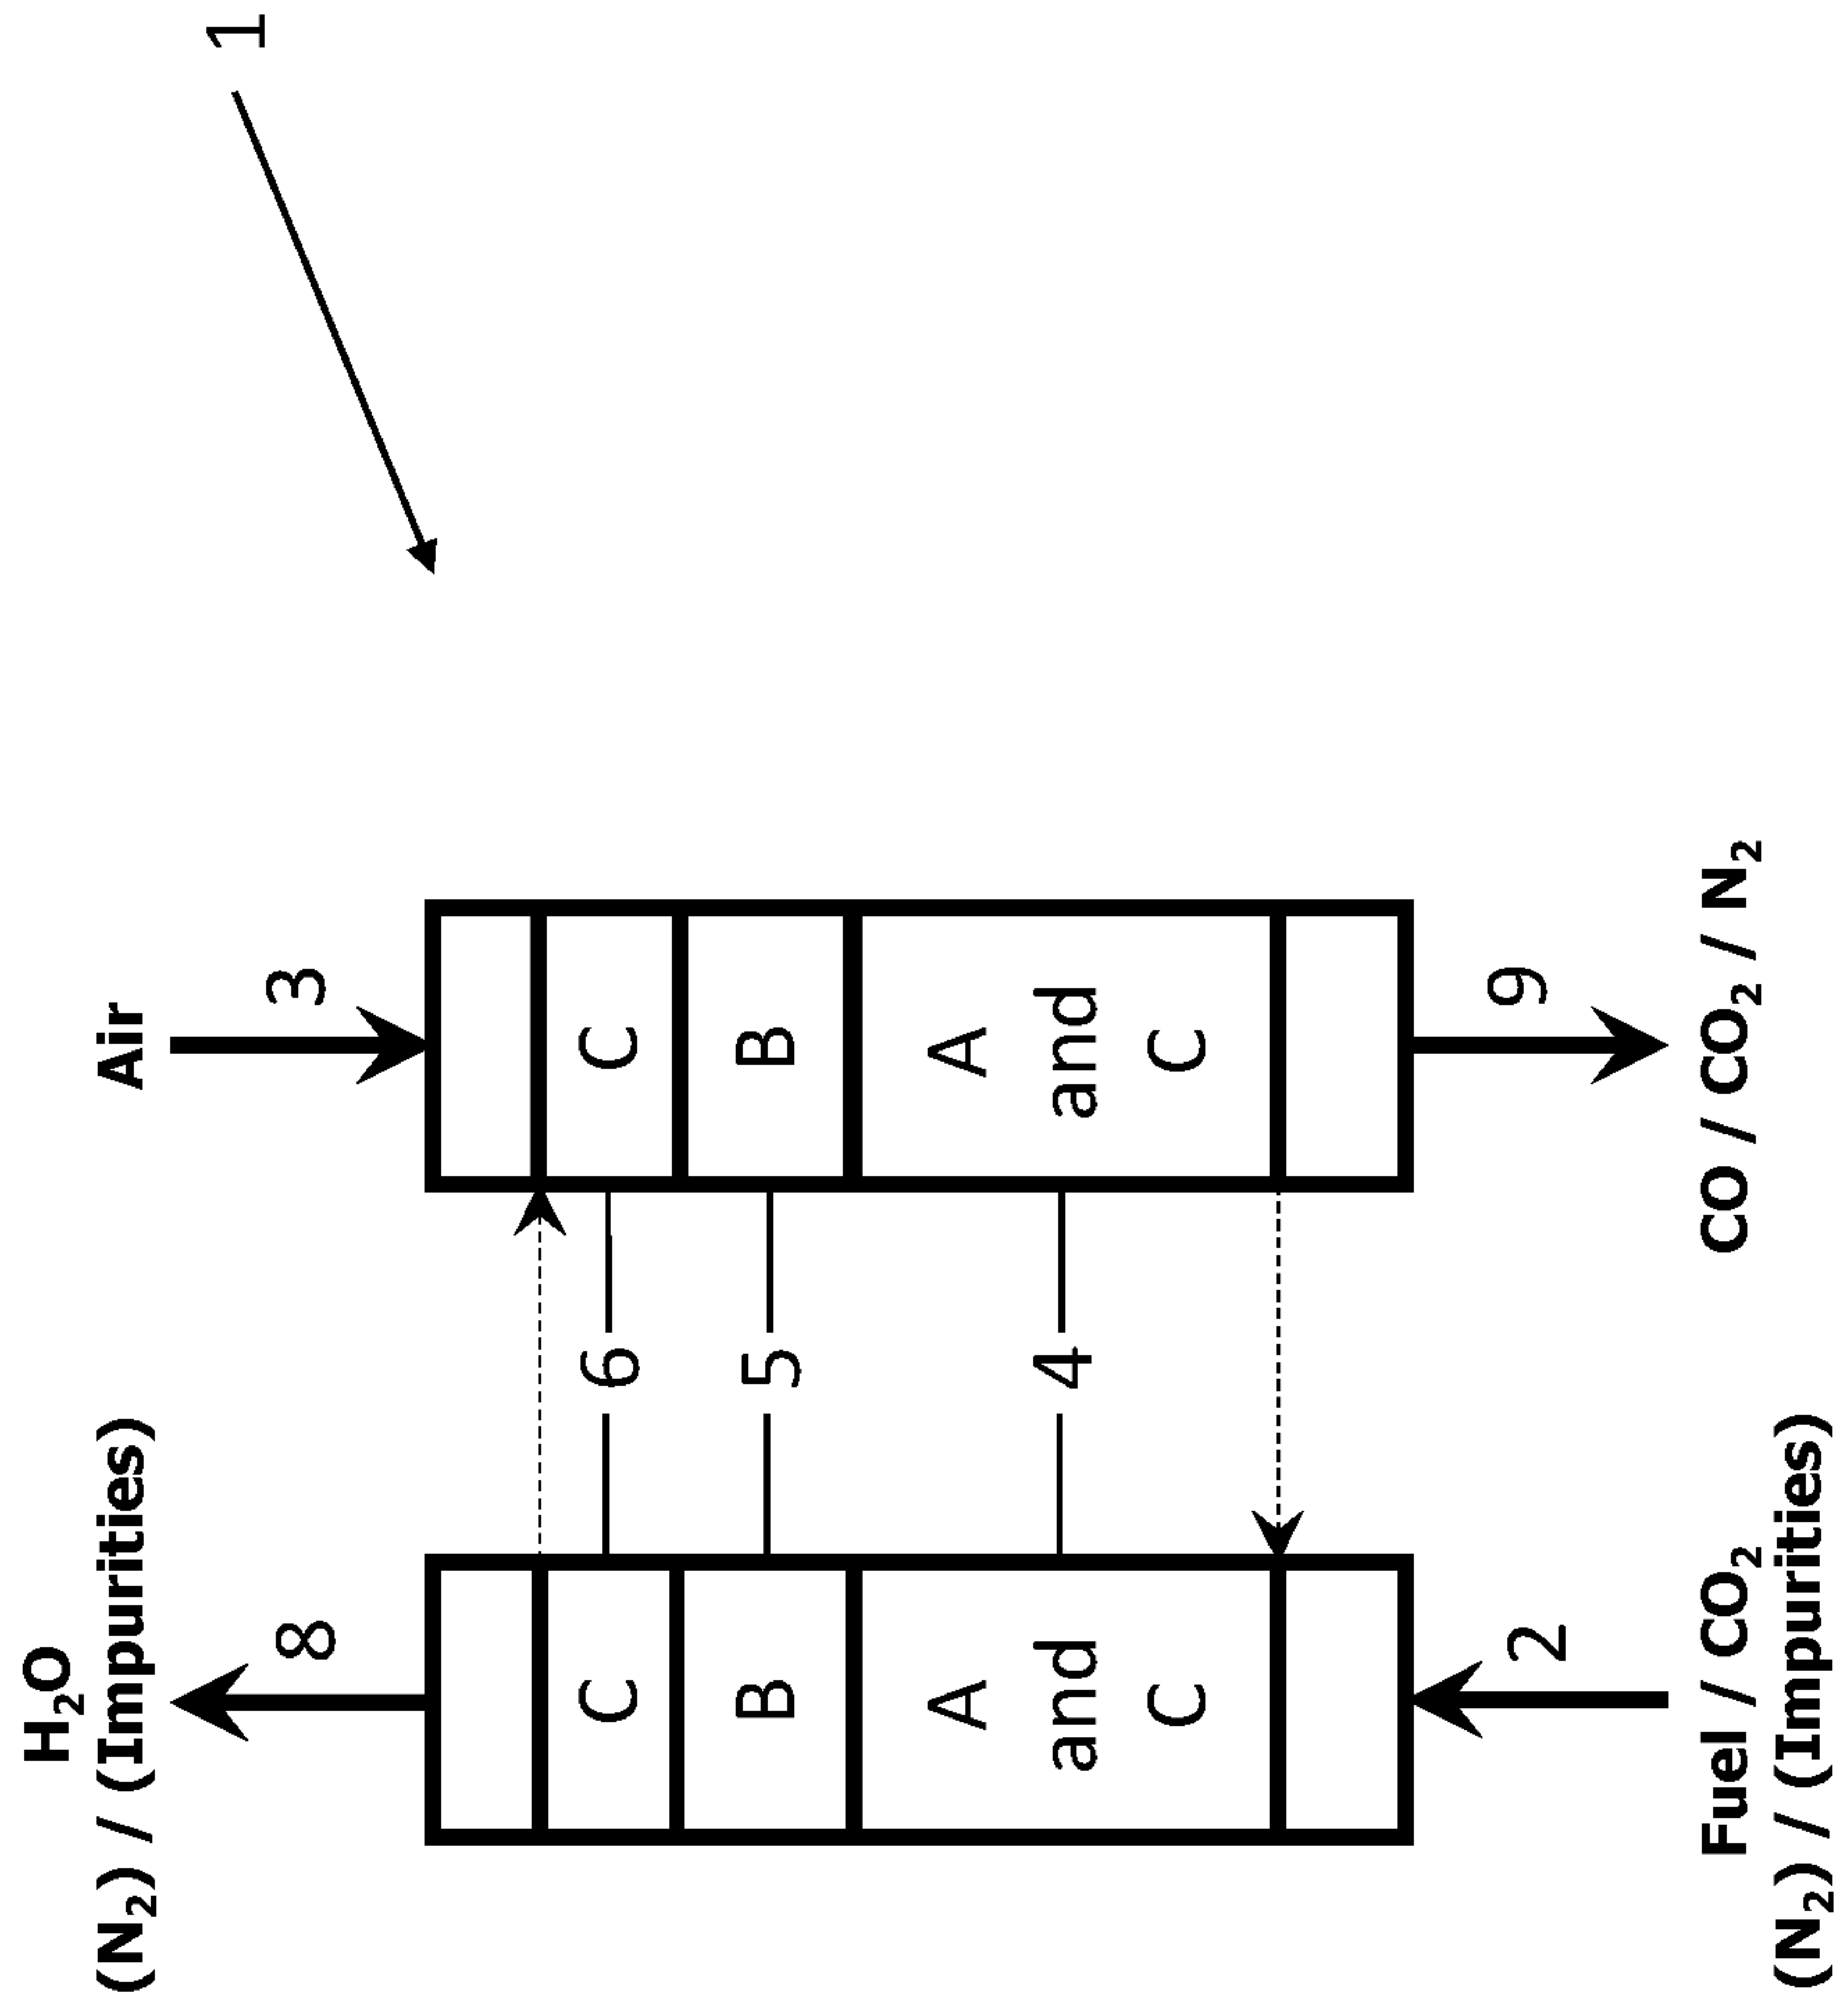 H₂O
(N₂) / (Impurities)
Air
1
8
3
C
6
C
B
5
B
A
and
C
4
A
and
C
2
9
Fuel / CO₂
(N₂) / (Impurities)
CO / CO₂ / N₂